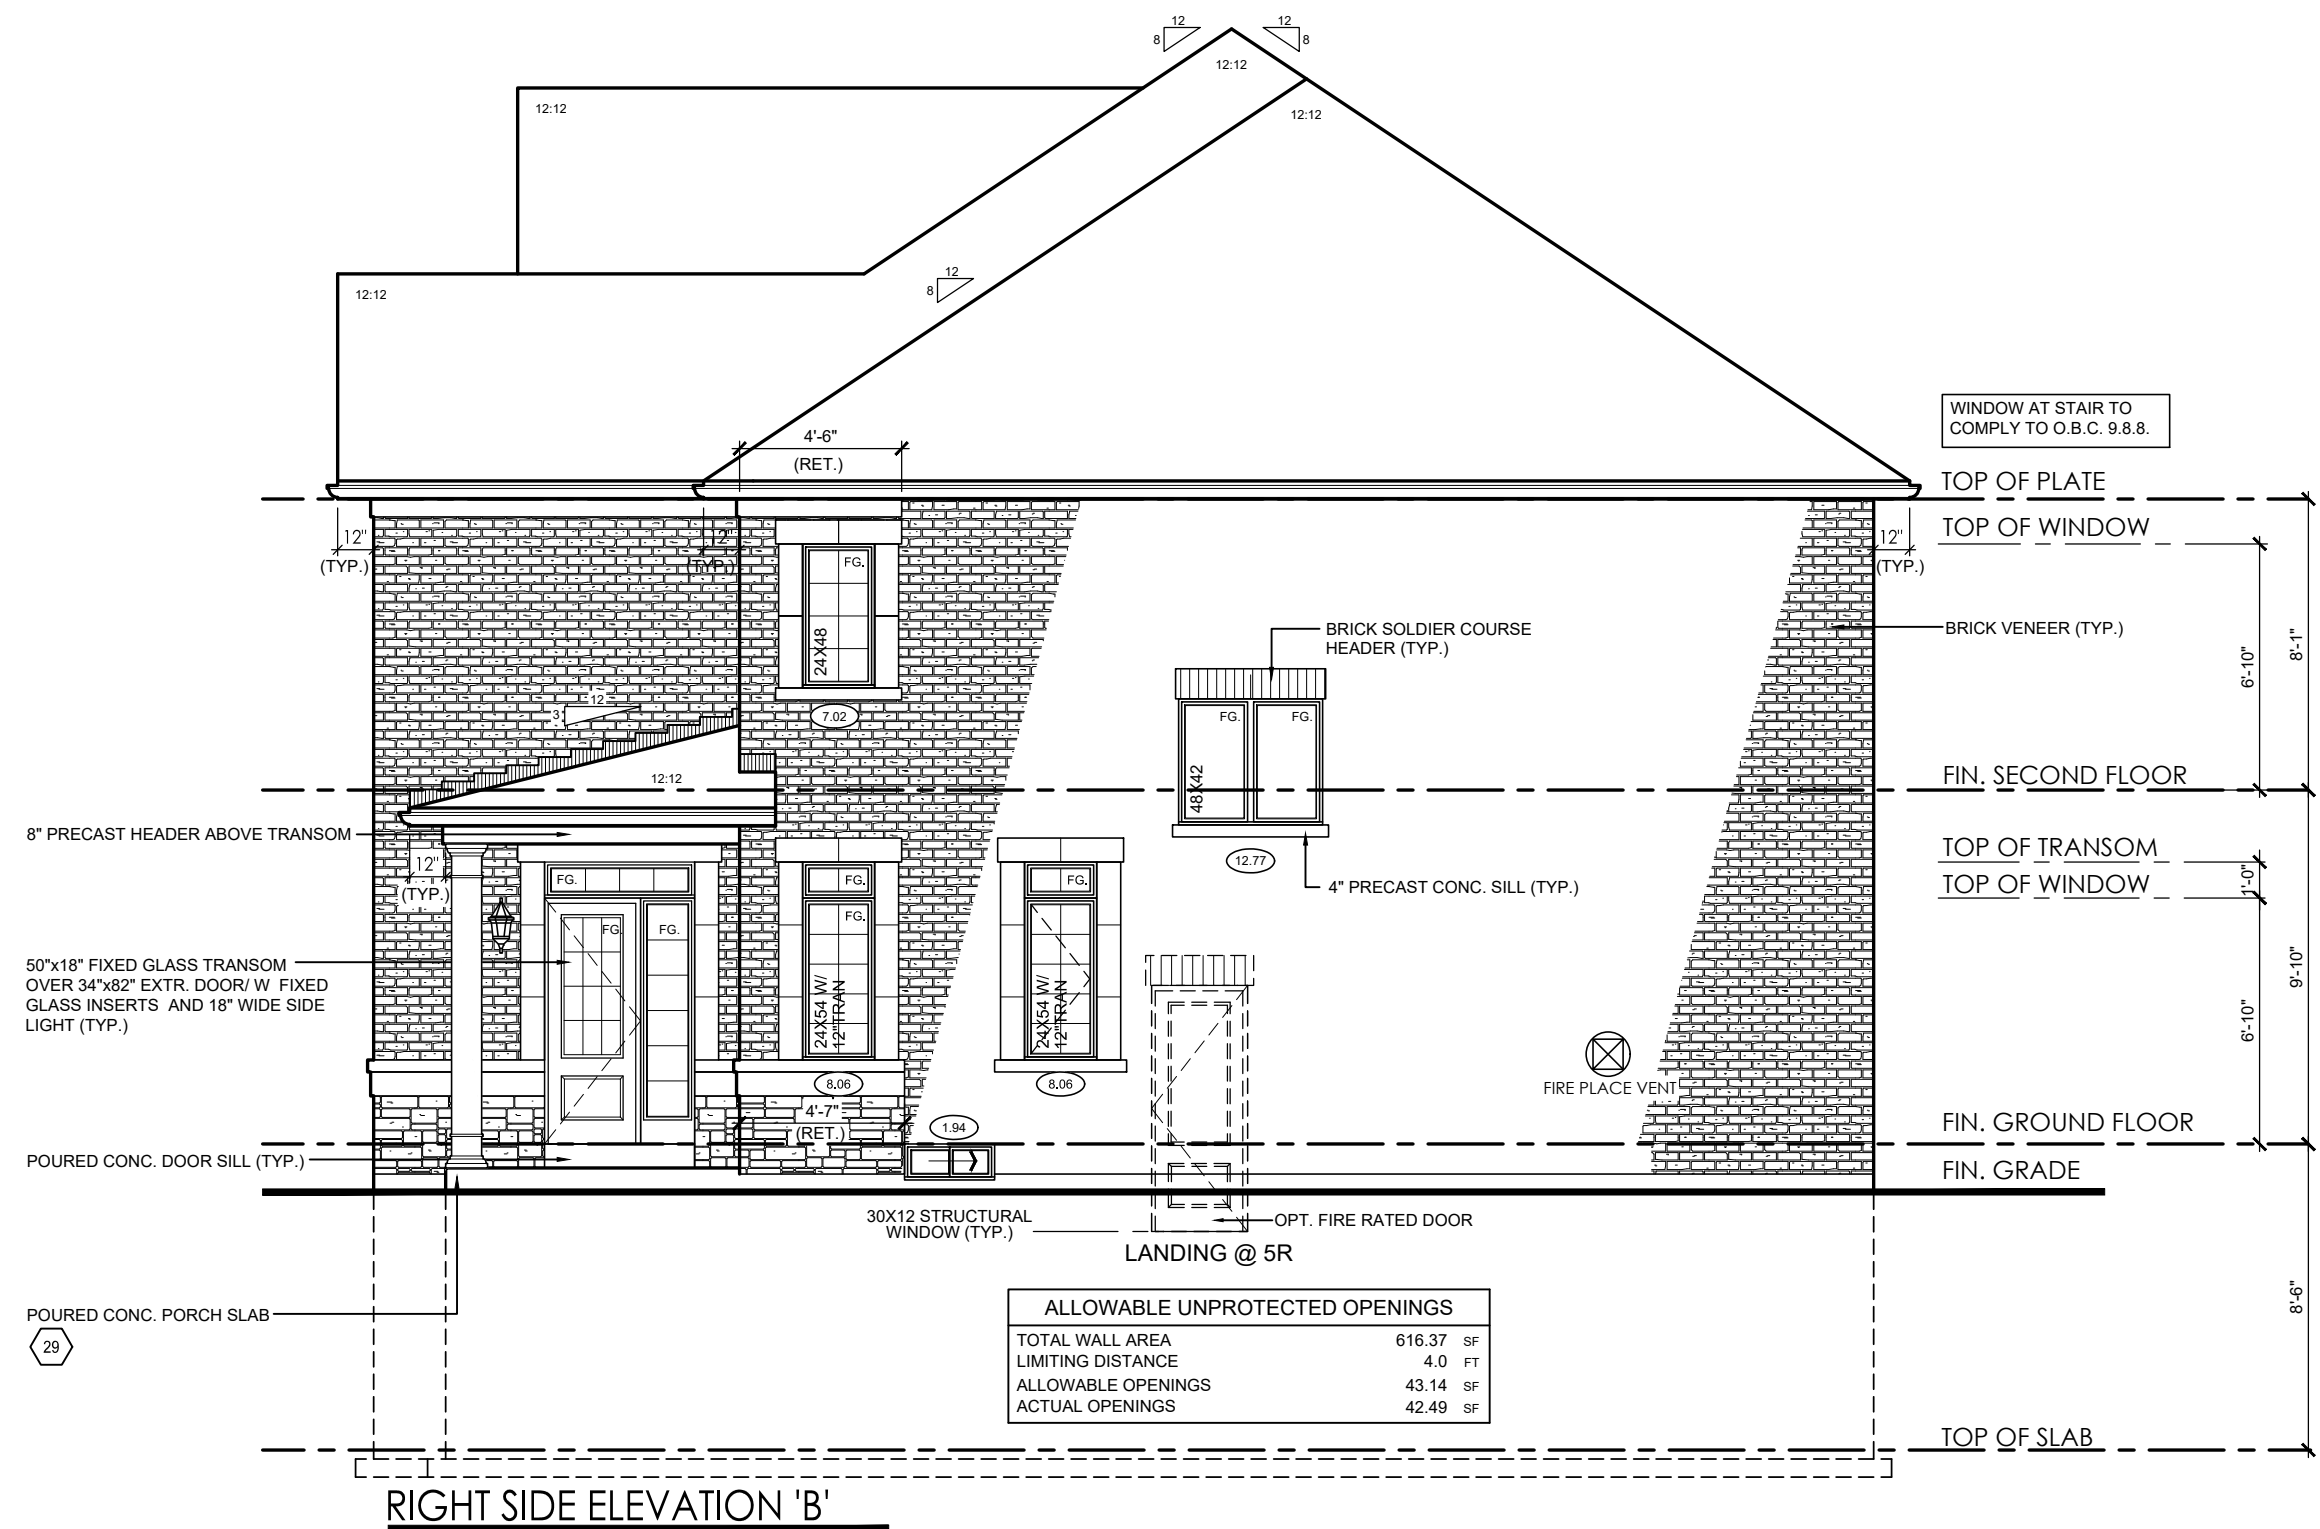 12
8
12
8
12:12
12:12
12:12
12
8
12:12
4'-6"
(RET.)
WINDOW AT STAIR TO
COMPLY TO O.B.C. 9.8.8.
TOP OF PLATE
TOP OF WINDOW
12"
(TYP.)
12"
(TYP.)
12"
(TYP.)
FG.
24X48
7.02
BRICK SOLDIER COURSE
HEADER (TYP.)
BRICK VENEER (TYP.)
6'-10"
8'-1"
12
3
12:12
FG.
FG.
48X42
12.77
FIN. SECOND FLOOR
8" PRECAST HEADER ABOVE TRANSOM
TOP OF TRANSOM
1'-0"
TOP OF WINDOW
12"
(TYP.)
FG.
FG.
FG.
4" PRECAST CONC. SILL (TYP.)
FG.
FG.
FG.
50"x18" FIXED GLASS TRANSOM
OVER 34"x82" EXTR. DOOR/ W FIXED
GLASS INSERTS AND 18" WIDE SIDE
LIGHT (TYP.)
24X54 W/
12"TRAN
24X54 W/
12"TRAN
9'-10"
6'-10"
8.06
8.06
FIRE PLACE VENT
4'-7"
(RET.)
1.94
FIN. GROUND FLOOR
POURED CONC. DOOR SILL (TYP.)
FIN. GRADE
30X12 STRUCTURAL
WINDOW (TYP.)
OPT. FIRE RATED DOOR
LANDING @ 5R
POURED CONC. PORCH SLAB
29
8'-6"
ALLOWABLE UNPROTECTED OPENINGS
TOTAL WALL AREA 616.37 SF
LIMITING DISTANCE 4.0 FT
ALLOWABLE OPENINGS 43.14 SF
ACTUAL OPENINGS 42.49 SF
TOP OF SLAB
RIGHT SIDE ELEVATION 'B'